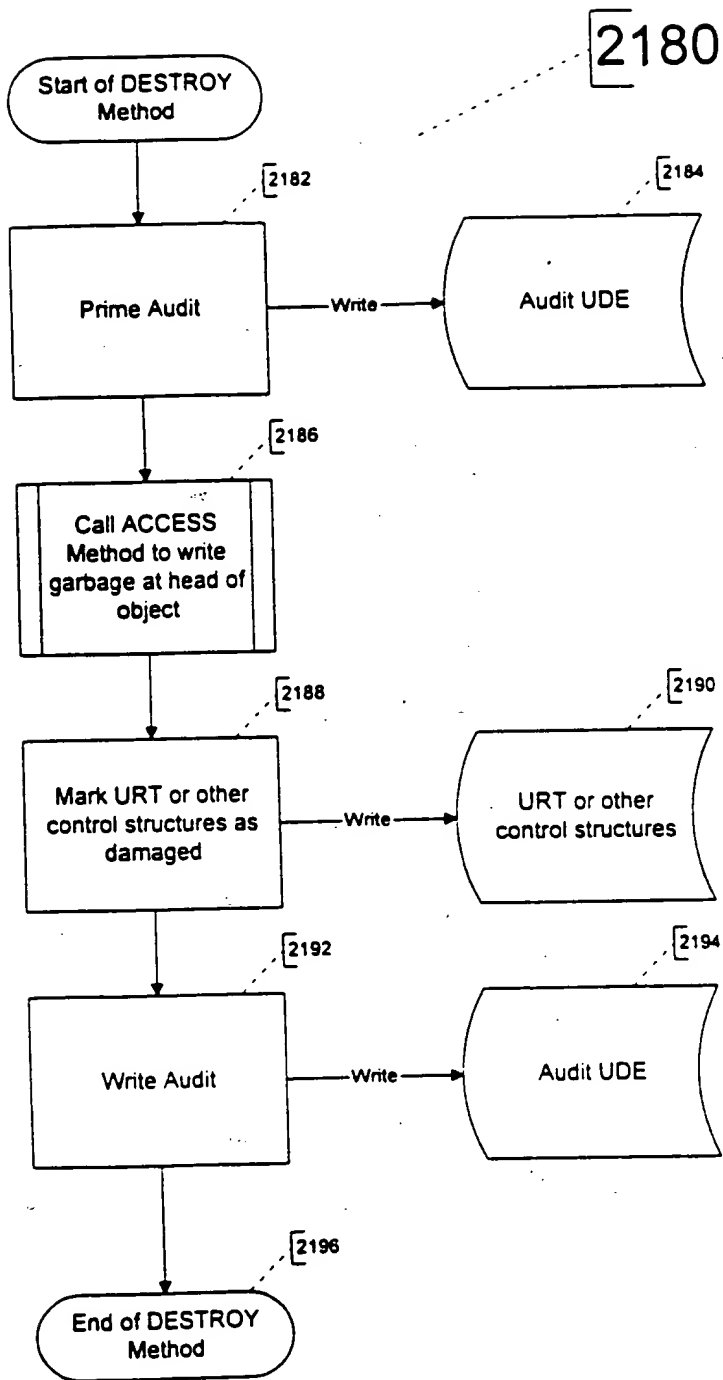 2180
Start of DESTROY
Method
2182
2184
Prime Audit
Write
Audit UDE
2186
Call ACCESS
Method to write
garbage at head of
object
2188
2190
Mark URT or other
control structures as
damaged
Write
URT or other
control structures
2192
2194
Write Audit
Write
Audit UDE
2196
End of DESTROY
Method